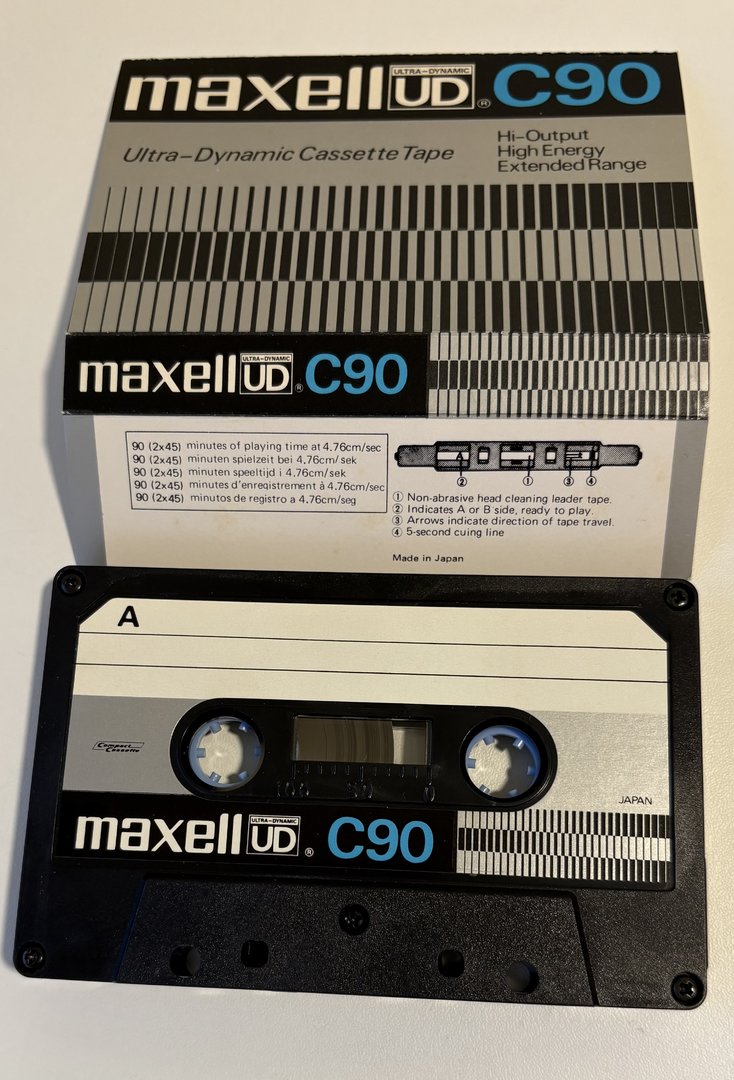 maxell ULTRA-DYNAMIC UD ® C90
Ultra-Dynamic Cassette Tape
Hi-Output
High Energy
Extended Range
maxell ULTRA-DYNAMIC UD ® C90
90 (2x45) minutes of playing time at 4.76cm/sec
90 (2x45) minuten spielzeit bei 4.76cm/sek
90 (2x45) minuten speeltijd i 4.76cm/sek
90 (2x45) minutes d'enregistrement à 4.76cm/sec
90 (2x45) minutos de registro a 4.76cm/seg
A
② ① ③ ④
① Non-abrasive head cleaning leader tape.
② Indicates A or B side, ready to play.
③ Arrows indicate direction of tape travel.
④ 5-second cuing line
Made in Japan
A
Compact Cassette
100 50 0
JAPAN
maxell ULTRA-DYNAMIC UD ® C90